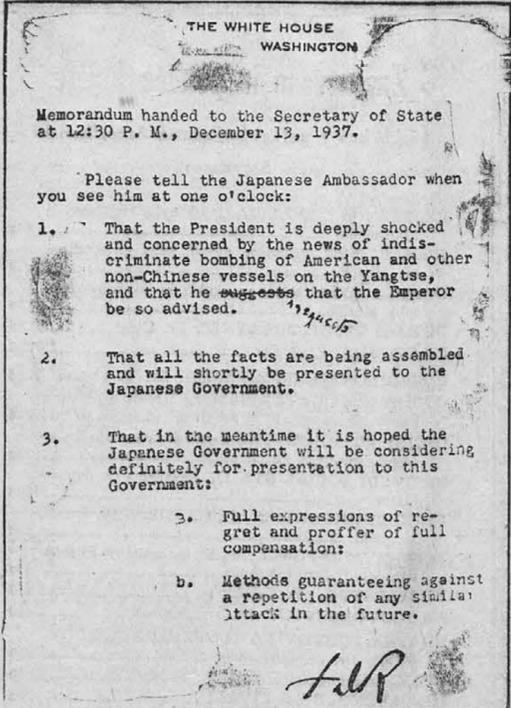 THE WHITE HOUSE
WASHINGTON
Memorandum handed to the Secretary of State
at 12:30 P. M., December 13, 1937.
Please tell the Japanese Ambassador when
you see him at one o'clock:
1. That the President is deeply shocked
and concerned by the news of indis-
criminate bombing of American and other
non-Chinese vessels on the Yangtse,
and that he suggests that the Emperor
requests
be so advised.
2. That all the facts are being assembled
and will shortly be presented to the
Japanese Government.
3. That in the meantime it is hoped the
Japanese Government will be considering
definitely for presentation to this
Government:
a. Full expressions of re-
gret and proffer of full
compensation:
b. Methods guaranteeing against
a repetition of any similar
attack in the future.
FDR